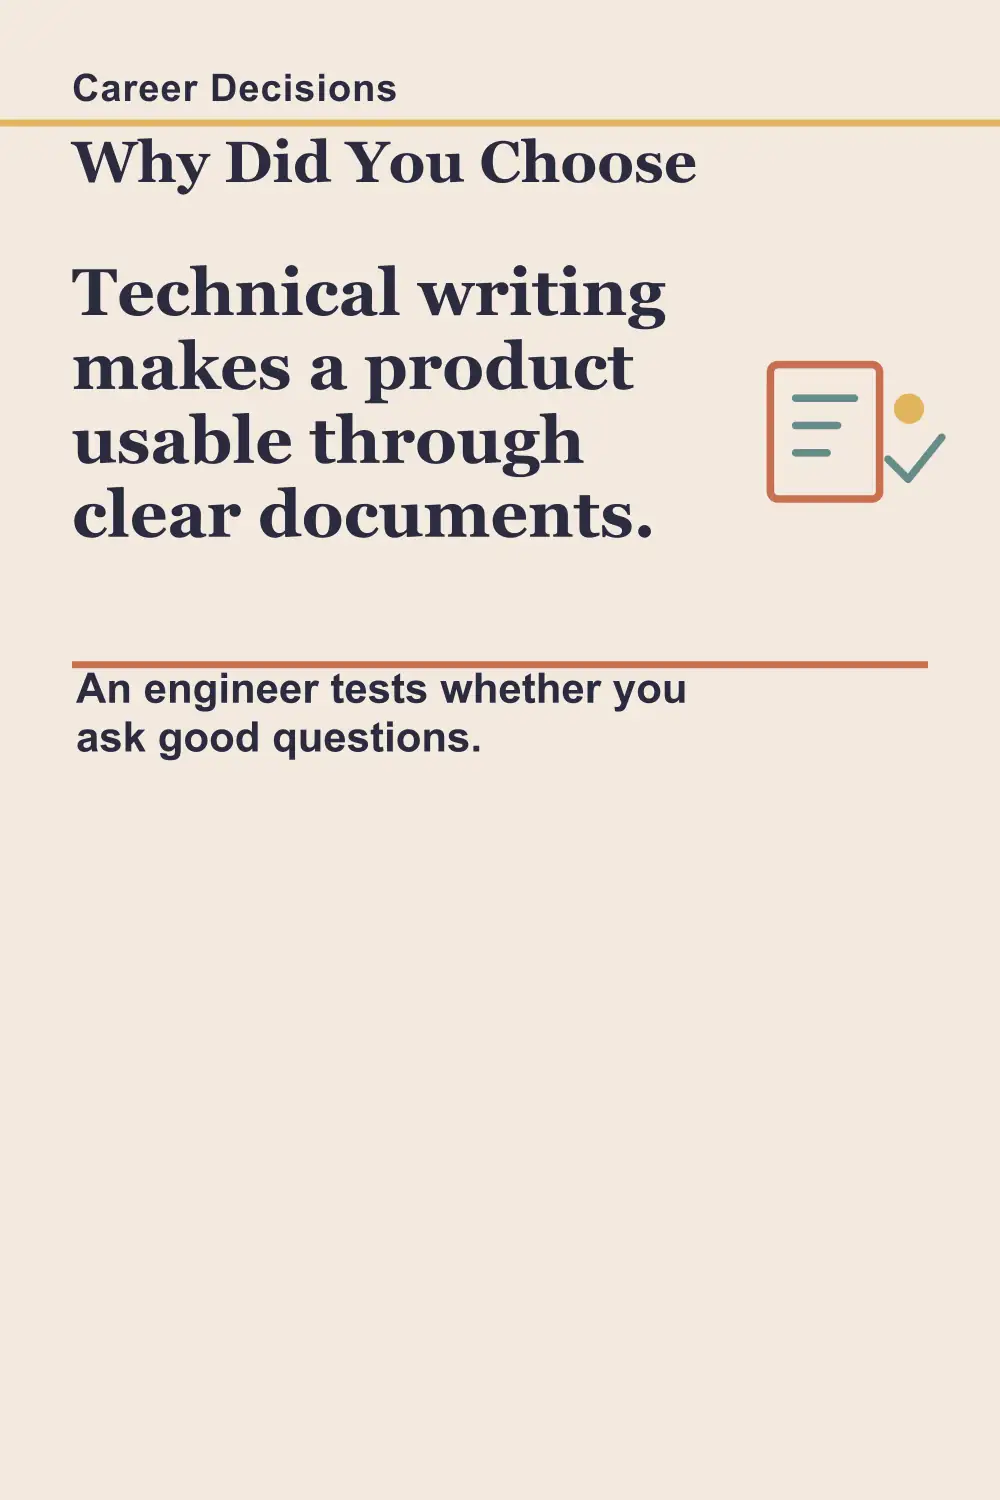 Career Decisions
Why Did You Choose
Technical writing
makes a product
usable through
clear documents.
An engineer tests whether you
ask good questions.